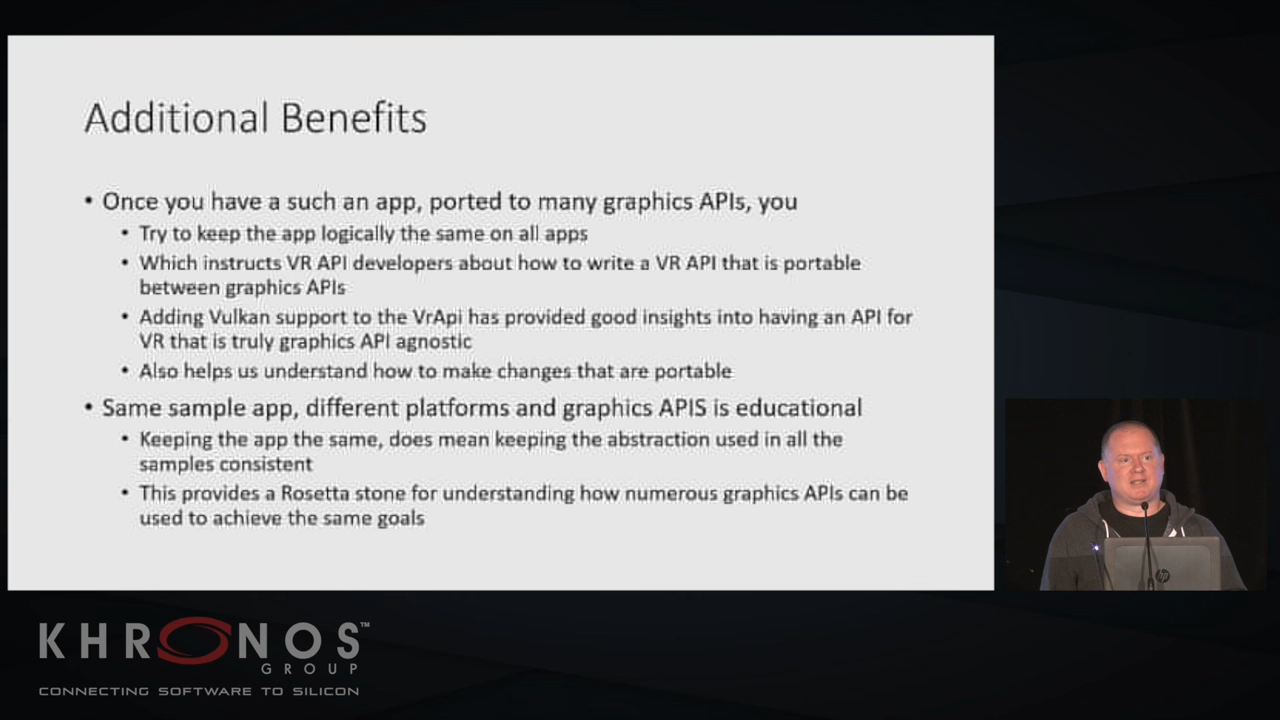 Additional Benefits
• Once you have a such an app, ported to many graphics APIs, you
• Try to keep the app logically the same on all apps
• Which instructs VR API developers about how to write a VR API that is portable
between graphics APIs
• Adding Vulkan support to the VrApi has provided good insights into having an API for
VR that is truly graphics API agnostic
• Also helps us understand how to make changes that are portable
• Same sample app, different platforms and graphics APIS is educational
• Keeping the app the same, does mean keeping the abstraction used in all the
samples consistent
• This provides a Rosetta stone for understanding how numerous graphics APIs can be
used to achieve the same goals
KHRONOS™
GROUP
CONNECTING SOFTWARE TO SILICON
hp